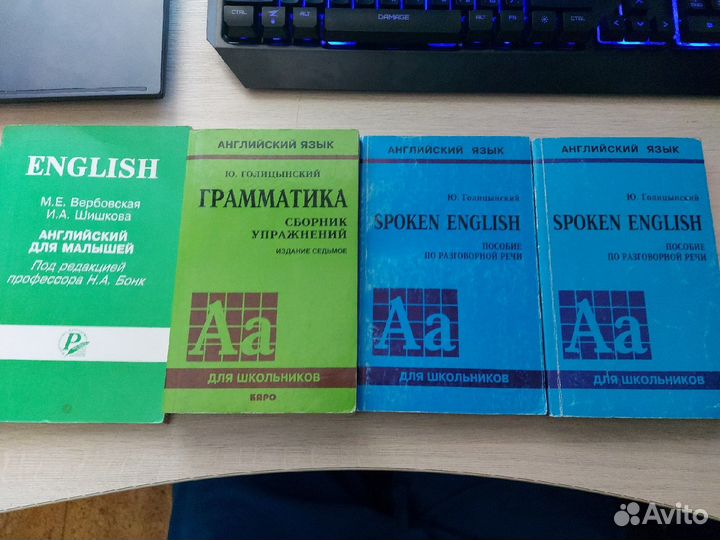 CTRL
ALT
DAMAGE
ALT
FN
CTRL
ENGLISH
М.Е. Вербовская
И.А. Шишкова
АНГЛИЙСКИЙ
ДЛЯ МАЛЫШЕЙ
Под редакцией
профессора Н.А. Бонк
Р
АНГЛИЙСКИЙ ЯЗЫК
Ю. ГОЛИЦЫНСКИЙ
ГРАММАТИКА
СБОРНИК
УПРАЖНЕНИЙ
ИЗДАНИЕ СЕДЬМОЕ
Aa
ДЛЯ ШКОЛЬНИКОВ
КАРО
АНГЛИЙСКИЙ ЯЗЫК
Ю. Голицынский
SPOKEN ENGLISH
ПОСОБИЕ
ПО РАЗГОВОРНОЙ РЕЧИ
Aa
ДЛЯ ШКОЛЬНИКОВ
АНГЛИЙСКИЙ ЯЗЫК
Ю. Голицынский
SPOKEN ENGLISH
ПОСОБИЕ
ПО РАЗГОВОРНОЙ РЕЧИ
Aa
ДЛЯ ШКОЛЬНИКОВ
Avito